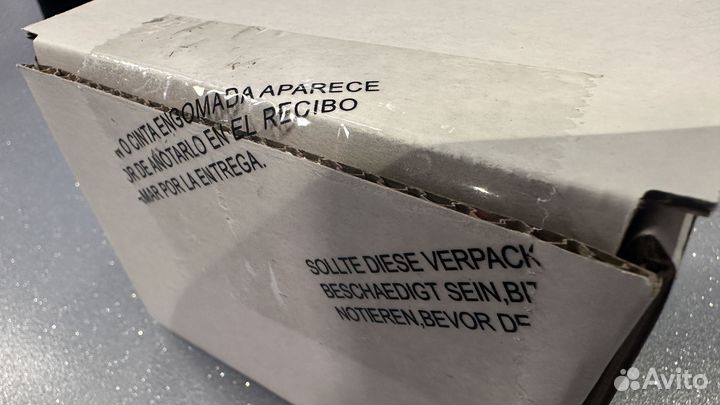 O CINTA ENGOMADA APARECE
OR DE ANOTARLO EN EL RECIBO
MAR POR LA ENTREGA.
SOLLTE DIESE VERPACK
BESCHAEDIGT SEIN,BI
NOTIEREN,BEVOR DE
Avito